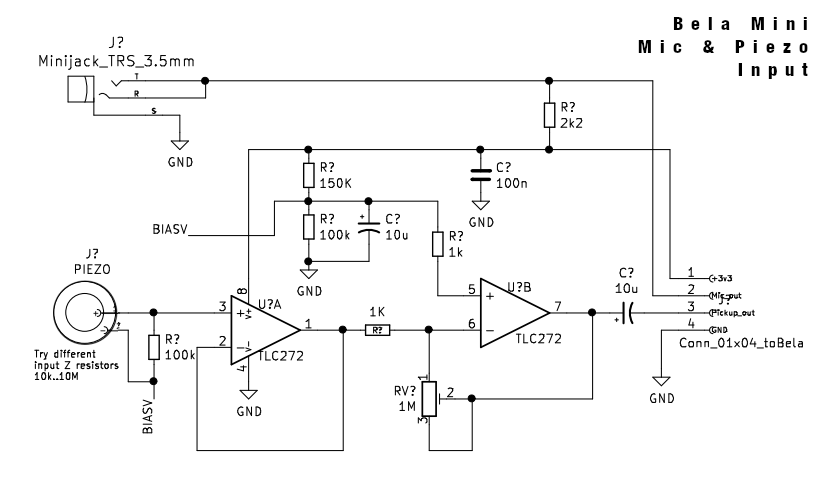 Bela Mini
Mic & Piezo
Input
J?
Minijack_TRS_3.5mm
T
R
S
GND
R?
2k2
R?
150K
C?
100n
GND
BIASV
R?
100k
C?
10u
R?
1k
GND
J?
PIEZO
R?
100k
Try different
input Z resistors
10k..10M
BIASV
8
3
+
V+
U?A
1
2
V-
4
TLC272
GND
1K
R?
5
+
U?B
7
6
TLC272
RV?
1M
1
2
3
C?
10u
+
1
+3v3
2
Mic_out
J?
3
Pickup_out
4
GND
Conn_01x04_toBela
GND